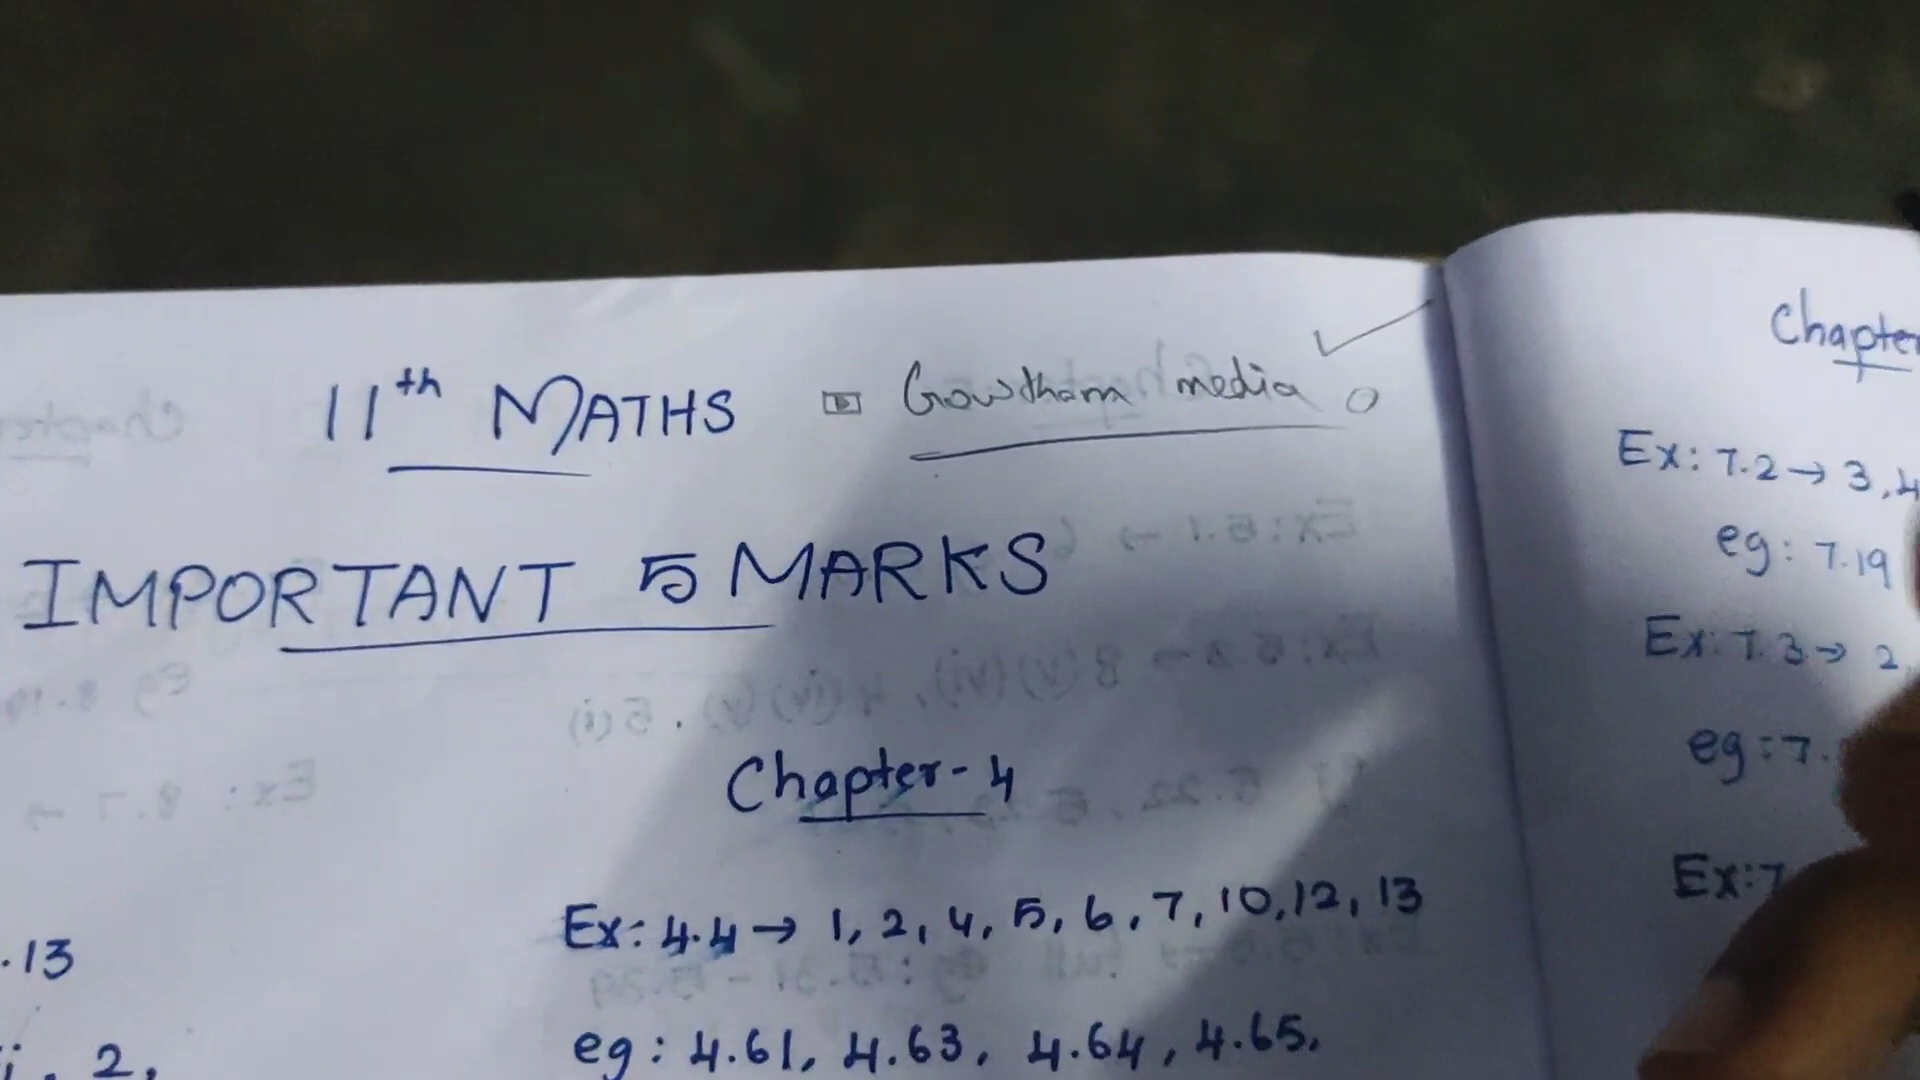 11th MATHS Gowtham media
IMPORTANT 5 MARKS
Chapter-4
Ex: 4.4 → 1, 2, 4, 5, 6, 7, 10, 12, 13
eg: 4.61, 4.63, 4.64, 4.65,
.13
i, 2,
Chapter
Ex: 7.2 → 3, 4
eg: 7.19
Ex: 7.3 → 2,
eg: 7.
Ex: 7